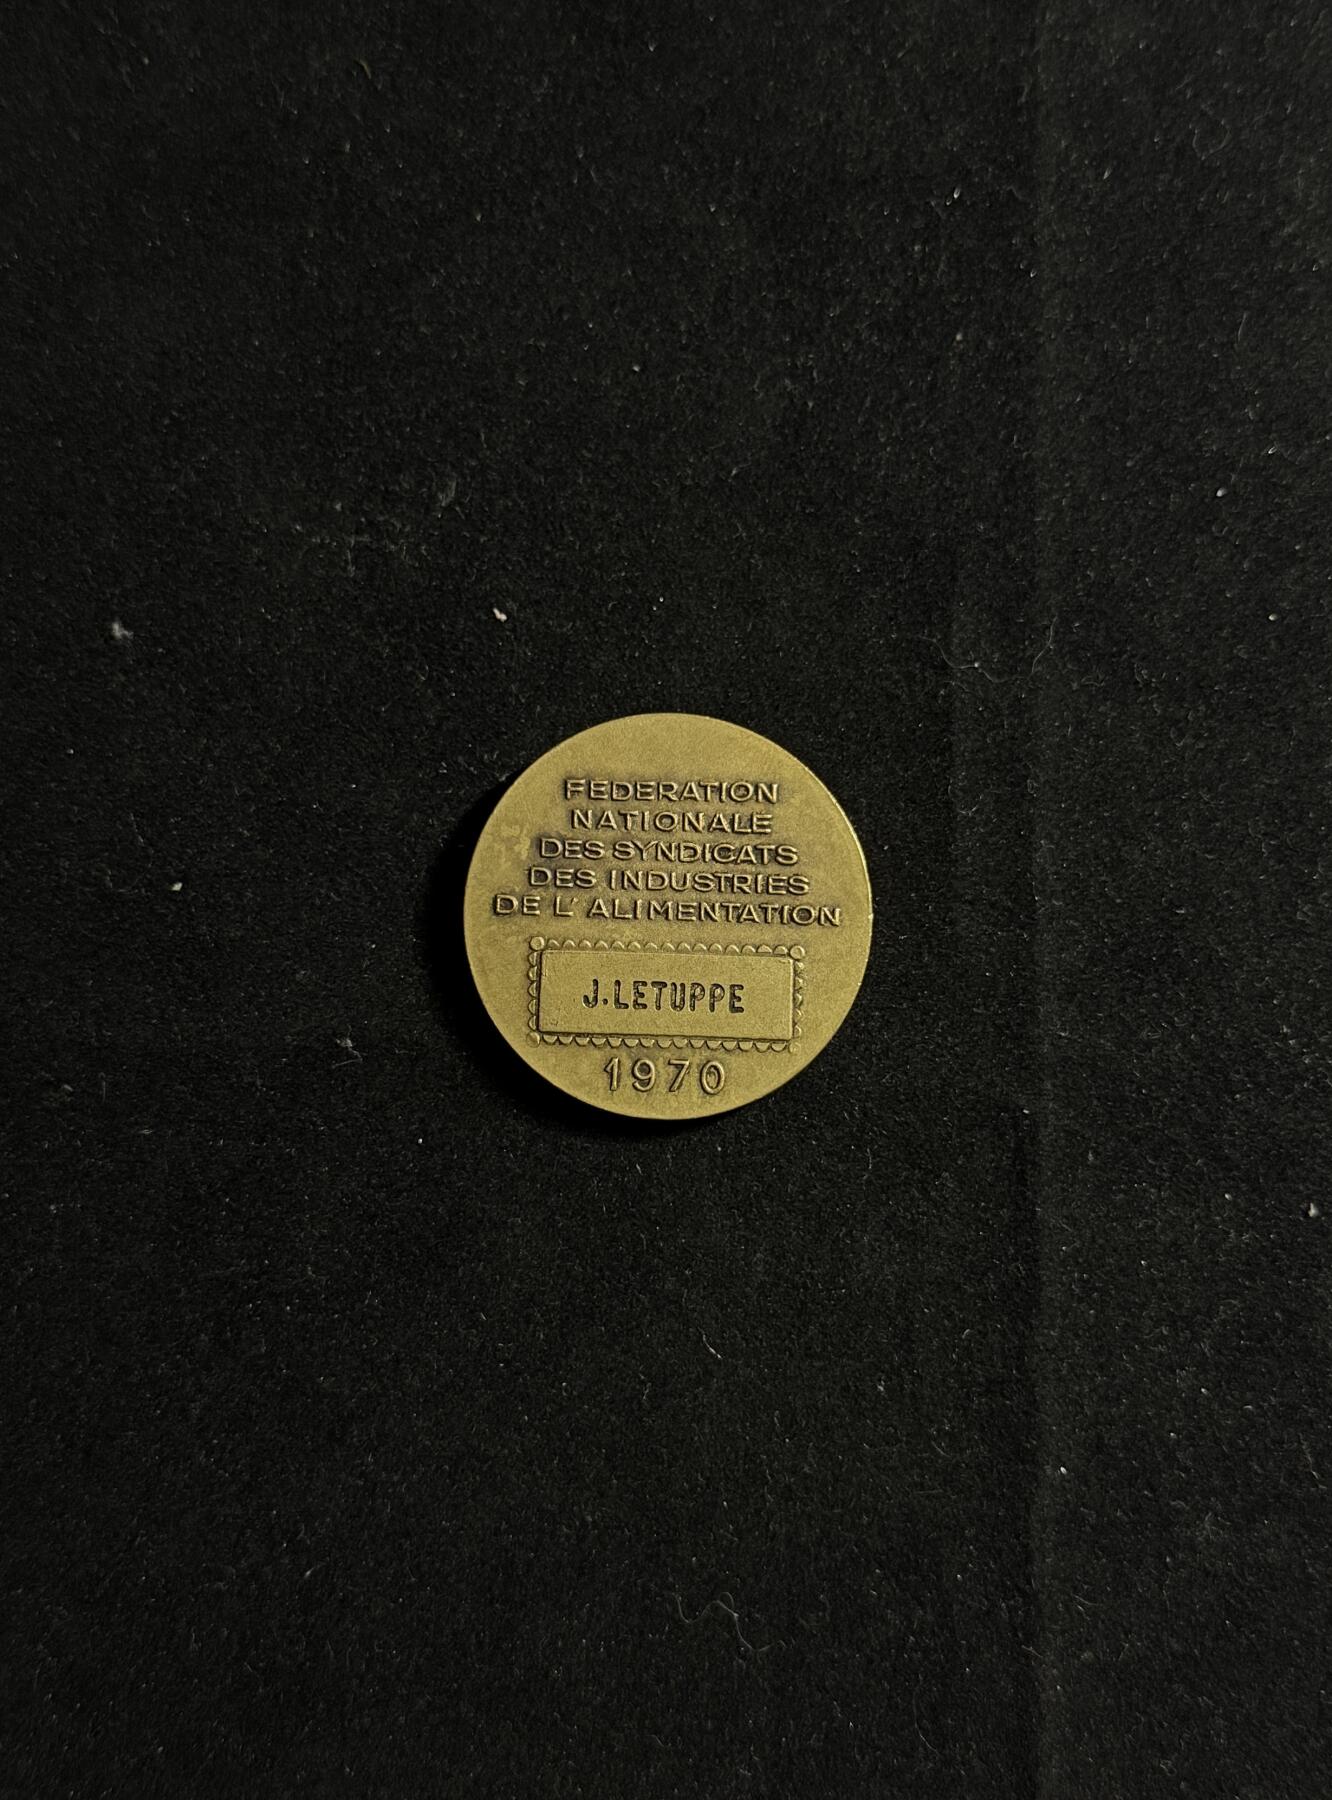 FEDERATION
NATIONALE
DES SYNDICATS
DES INDUSTRIES
DE L' ALIMENTATION
J.LETUPPE
1970